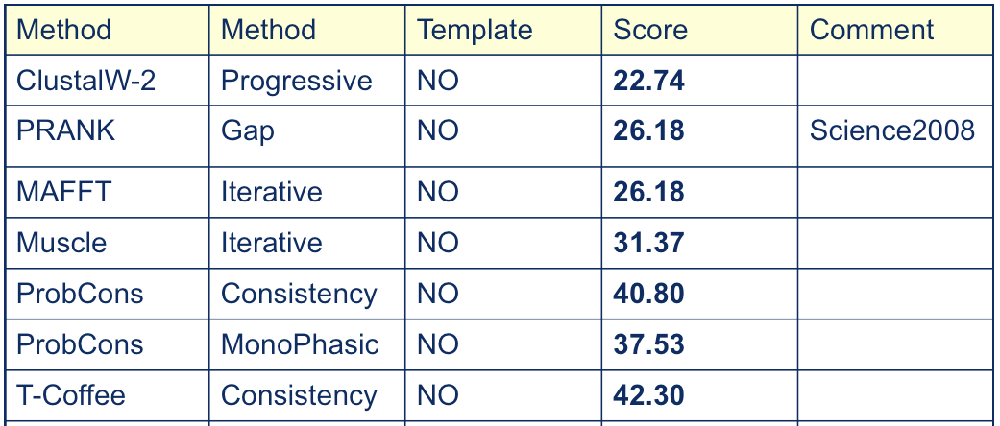 Method Method Template Score Comment
ClustalW-2 Progressive NO 22.74
PRANK Gap NO 26.18 Science2008
MAFFT Iterative NO 26.18
Muscle Iterative NO 31.37
ProbCons Consistency NO 40.80
ProbCons MonoPhasic NO 37.53
T-Coffee Consistency NO 42.30